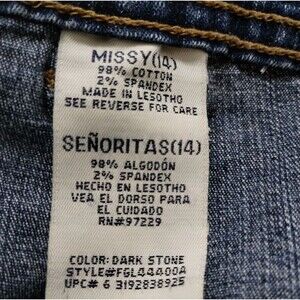 MISSY(14)
98% COTTON
2% SPANDEX
MADE IN LESOTHO
SEE REVERSE FOR CARE
SEÑORITAS(14)
98% ALGODÓN
2% SPANDEX
HECHO EN LESOTHO
VEA EL DORSO PARA
EL CUIDADO
RN#97229
COLOR: DARK STONE
STYLE#FGL44400A
UPC# 6 3192838925